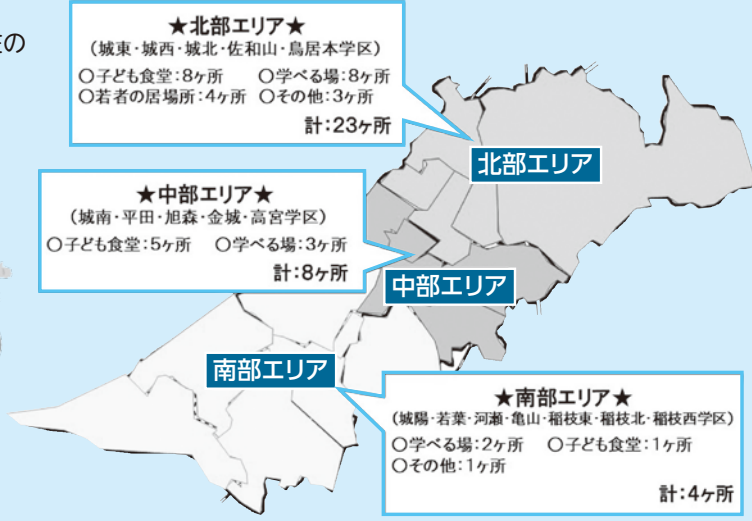 の
★北部エリア★
(城東・城西・城北・佐和山・鳥居本学区)
○子ども食堂:8ヶ所 ○学べる場:8ヶ所
○若者の居場所:4ヶ所 ○その他:3ヶ所
計:23ヶ所
北部エリア
★中部エリア★
(城南・平田・旭森・金城・高宮学区)
○子ども食堂:5ヶ所 ○学べる場:3ヶ所
計:8ヶ所
中部エリア
南部エリア
★南部エリア★
(城陽・若葉・河瀬・亀山・稲枝東・稲枝北・稲枝西学区)
○学べる場:2ヶ所 ○子ども食堂:1ヶ所
○その他:1ヶ所
計:4ヶ所